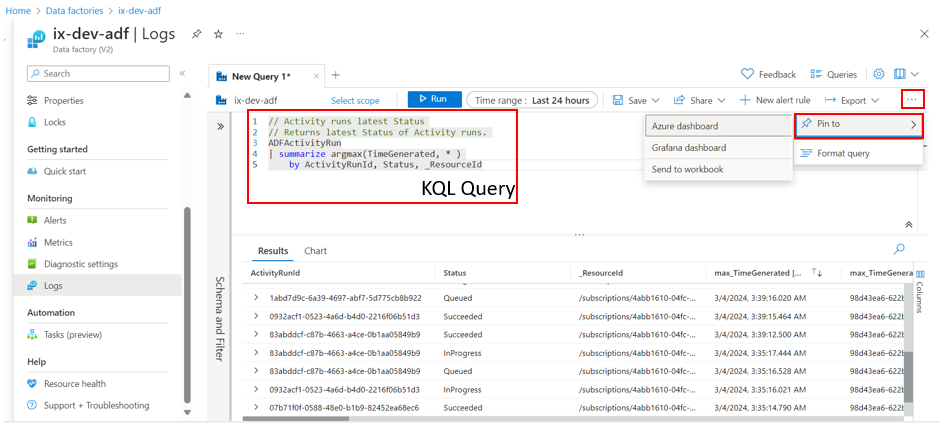 Home > Data factories > ix-dev-adf
ix-dev-adf | Logs
Data factory (V2)
Search
Properties
Locks
Getting started
Quick start
Monitoring
Alerts
Metrics
Diagnostic settings
Logs
Automation
Tasks (preview)
Help
Resource health
Support + Troubleshooting
New Query 1*
Feedback
Queries
ix-dev-adf
Select scope
Run
Time range : Last 24 hours
Save
Share
New alert rule
Export
Pin to
Format query
Azure dashboard
Grafana dashboard
Send to workbook
1 // Activity runs latest Status
2 // Returns latest Status of Activity runs.
3 ADFActivityRun
4 | summarize argmax(TimeGenerated, * )
5 by ActivityRunId, Status, _ResourceId
KQL Query
Schema and Filter
Results Chart
Columns
ActivityRunId Status _ResourceId max_TimeGenerated [... max_TimeGenera
1abd7d9c-6a39-4697-abf7-5d775cb8b922 Queued /subscriptions/4abb1610-04fc-... 3/4/2024, 3:39:16.020 AM 98d43ea6-622b
0932acf1-0523-4a6d-b4d0-2216f06b51d3 Succeeded /subscriptions/4abb1610-04fc-... 3/4/2024, 3:39:15.464 AM 98d43ea6-622b
83abddcf-c87b-4663-a4ce-0b1aa05849b9 Succeeded /subscriptions/4abb1610-04fc-... 3/4/2024, 3:39:12.500 AM 98d43ea6-622b
83abddcf-c87b-4663-a4ce-0b1aa05849b9 InProgress /subscriptions/4abb1610-04fc-... 3/4/2024, 3:35:17.444 AM 98d43ea6-622b
83abddcf-c87b-4663-a4ce-0b1aa05849b9 Queued /subscriptions/4abb1610-04fc-... 3/4/2024, 3:35:16.528 AM 98d43ea6-622b
0932acf1-0523-4a6d-b4d0-2216f06b51d3 InProgress /subscriptions/4abb1610-04fc-... 3/4/2024, 3:35:16.021 AM 98d43ea6-622b
07b71f0f-0588-48e0-b1b9-82452ea68ec6 Succeeded /subscriptions/4abb1610-04fc-... 3/4/2024, 3:35:14.790 AM 98d43ea6-622b